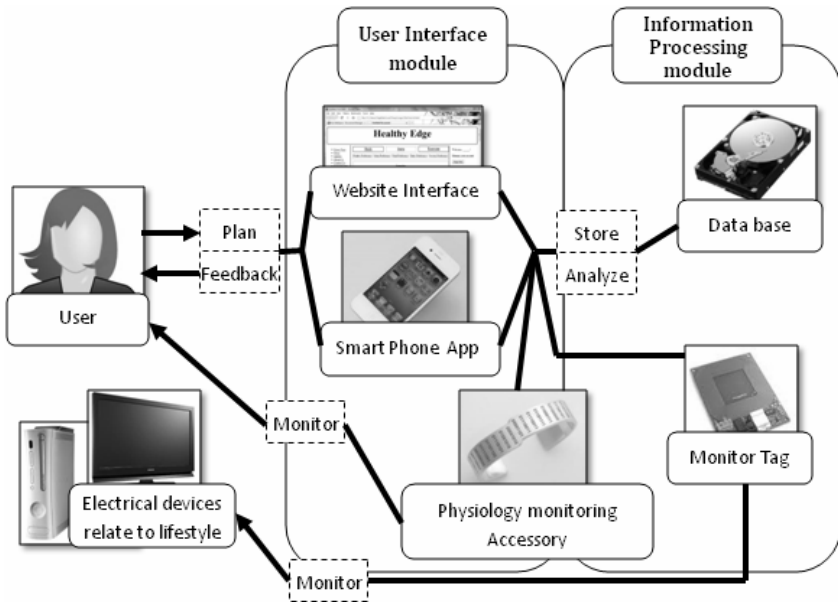 User Interface
module
Information
Processing
module
Healthy Edge
Website Interface
Plan
Feedback
Store
Analyze
Data base
User
Smart Phone App
Monitor
Monitor Tag
Electrical devices
relate to lifestyle
Physiology monitoring
Accessory
Monitor